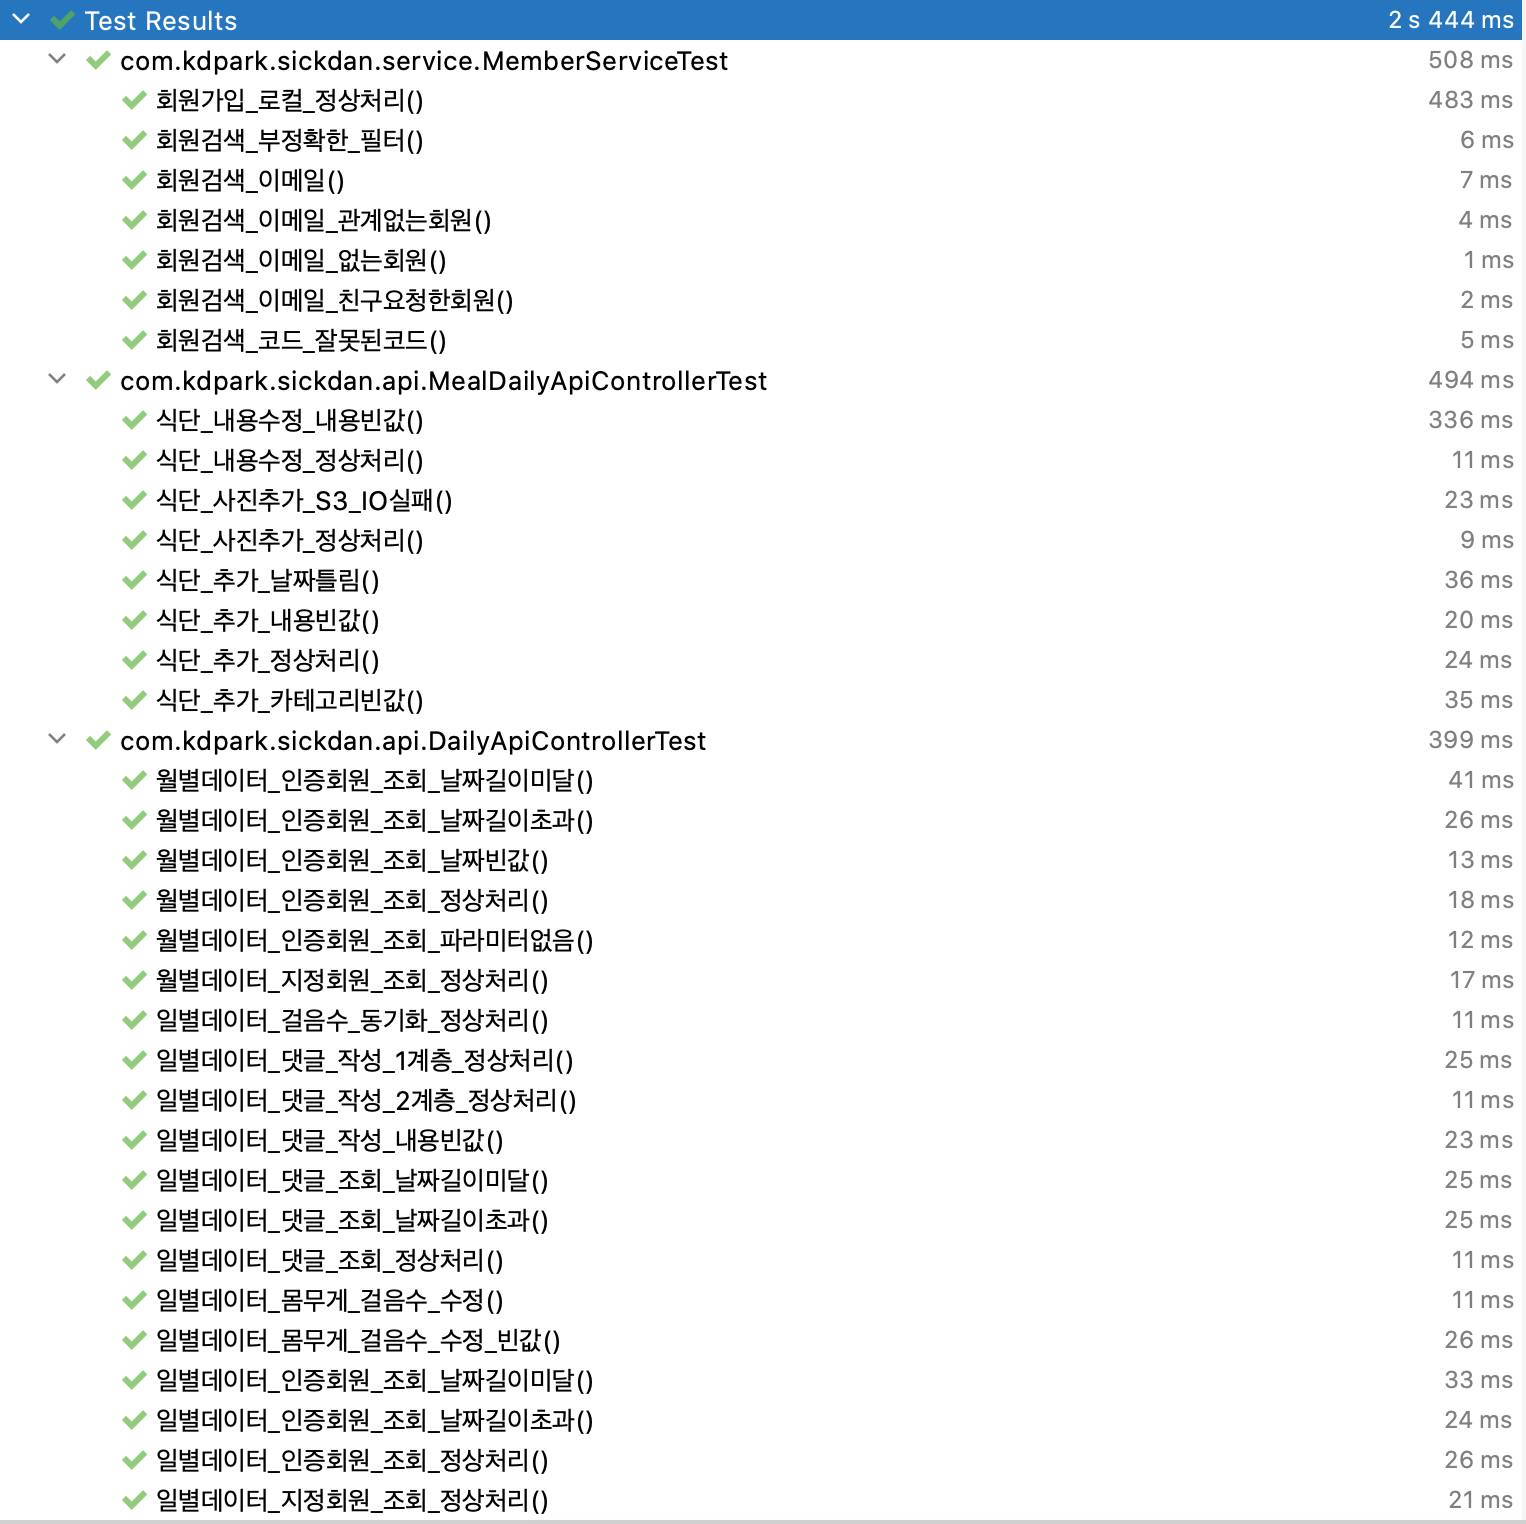 Test Results 2 s 444 ms
com.kdpark.sickdan.service.MemberServiceTest 508 ms
회원가입_로컬_정상처리() 483 ms
회원검색_부정확한_필터() 6 ms
회원검색_이메일() 7 ms
회원검색_이메일_관계없는회원() 4 ms
회원검색_이메일_없는회원() 1 ms
회원검색_이메일_친구요청한회원() 2 ms
회원검색_코드_잘못된코드() 5 ms
com.kdpark.sickdan.api.MealDailyApiControllerTest 494 ms
식단_내용수정_내용빈값() 336 ms
식단_내용수정_정상처리() 11 ms
식단_사진추가_S3_IO실패() 23 ms
식단_사진추가_정상처리() 9 ms
식단_추가_날짜틀림() 36 ms
식단_추가_내용빈값() 20 ms
식단_추가_정상처리() 24 ms
식단_추가_카테고리빈값() 35 ms
com.kdpark.sickdan.api.DailyApiControllerTest 399 ms
월별데이터_인증회원_조회_날짜길이미달() 41 ms
월별데이터_인증회원_조회_날짜길이초과() 26 ms
월별데이터_인증회원_조회_날짜빈값() 13 ms
월별데이터_인증회원_조회_정상처리() 18 ms
월별데이터_인증회원_조회_파라미터없음() 12 ms
월별데이터_지정회원_조회_정상처리() 17 ms
일별데이터_걸음수_동기화_정상처리() 11 ms
일별데이터_댓글_작성_1계층_정상처리() 25 ms
일별데이터_댓글_작성_2계층_정상처리() 11 ms
일별데이터_댓글_작성_내용빈값() 23 ms
일별데이터_댓글_조회_날짜길이미달() 25 ms
일별데이터_댓글_조회_날짜길이초과() 25 ms
일별데이터_댓글_조회_정상처리() 11 ms
일별데이터_몸무게_걸음수_수정() 11 ms
일별데이터_몸무게_걸음수_수정_빈값() 26 ms
일별데이터_인증회원_조회_날짜길이미달() 33 ms
일별데이터_인증회원_조회_날짜길이초과() 24 ms
일별데이터_인증회원_조회_정상처리() 26 ms
일별데이터_지정회원_조회_정상처리() 21 ms